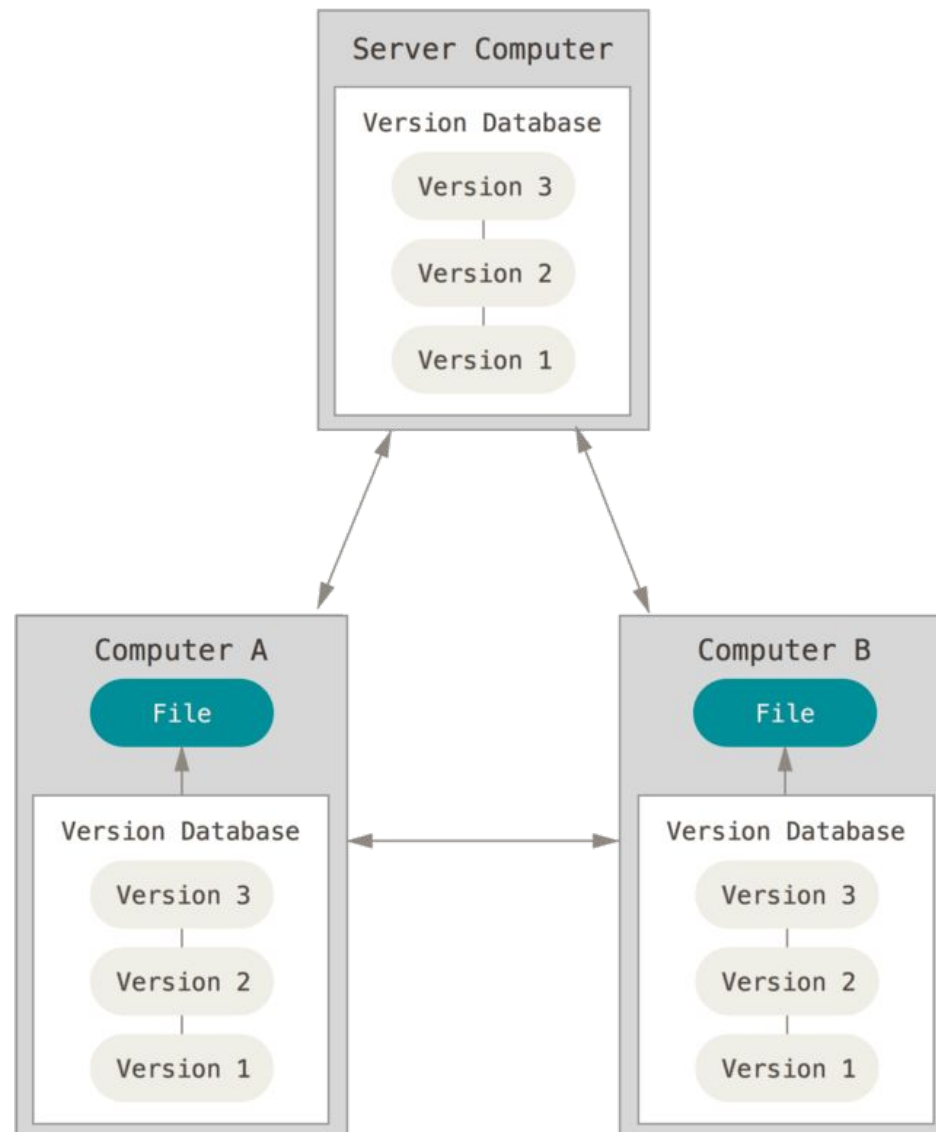 Server Computer
Version Database
Version 3
Version 2
Version 1
Computer A
File
Version Database
Version 3
Version 2
Version 1
Computer B
File
Version Database
Version 3
Version 2
Version 1